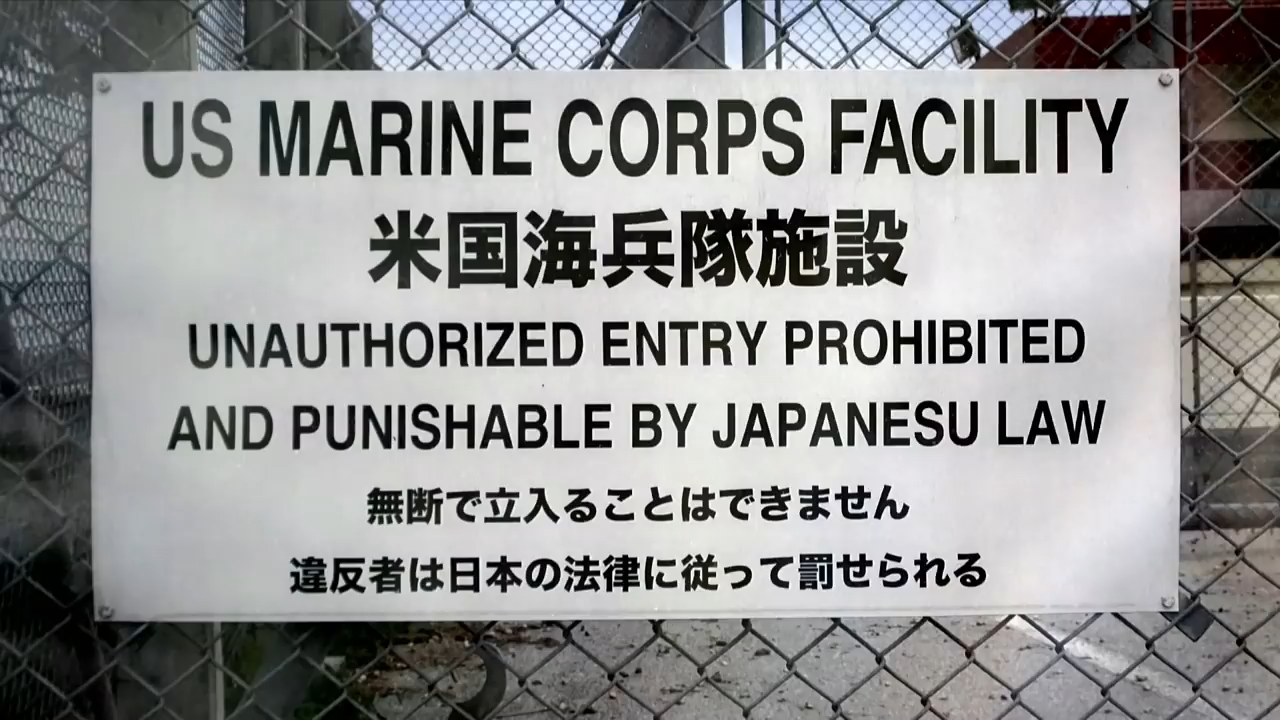 US MARINE CORPS FACILITY
米国海兵隊施設
UNAUTHORIZED ENTRY PROHIBITED
AND PUNISHABLE BY JAPANESU LAW
無断で立入ることはできません
違反者は日本の法律に従って罰せられる